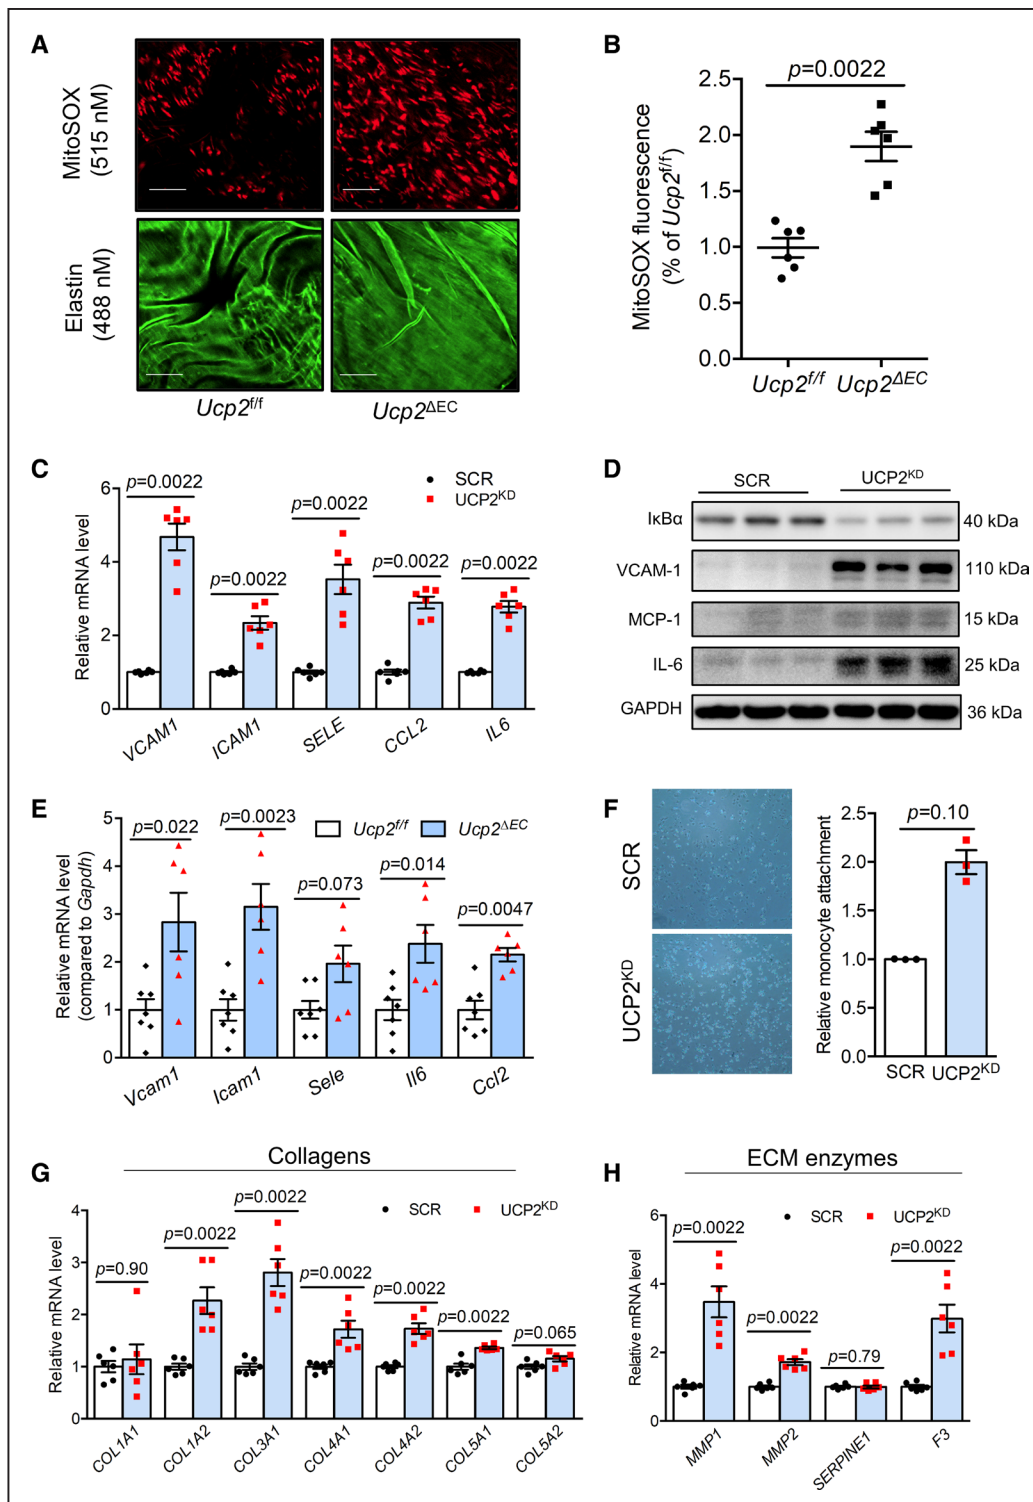 A
MitoSOX
(515 nM)
Elastin
(488 nM)
Ucp2f/f
Ucp2ΔEC
B
MitoSOX fluorescence
(% of Ucp2f/f)
2.5
2.0
1.5
1.0
0.5
0.0
p=0.0022
Ucp2f/f
Ucp2ΔEC
C
SCR
UCP2KD
Relative mRNA level
6
4
2
0
p=0.0022
p=0.0022
p=0.0022
p=0.0022
p=0.0022
VCAM1
ICAM1
SELE
CCL2
IL6
D
SCR
UCP2KD
IκBα
40 kDa
VCAM-1
110 kDa
MCP-1
15 kDa
IL-6
25 kDa
GAPDH
36 kDa
E
Relative mRNA level
(compared to Gapdh)
5
4
3
2
1
0
Ucp2f/f
Ucp2ΔEC
p=0.022
p=0.0023
p=0.073
p=0.014
p=0.0047
Vcam1
Icam1
Sele
Il6
Ccl2
F
SCR
UCP2KD
Relative monocyte attachment
2.5
2.0
1.5
1.0
0.5
0.0
p=0.10
SCR
UCP2KD
G
Collagens
SCR
UCP2KD
Relative mRNA level
4
3
2
1
0
p=0.90
p=0.0022
p=0.0022
p=0.0022
p=0.0022
p=0.0022
p=0.065
COL1A1
COL1A2
COL3A1
COL4A1
COL4A2
COL5A1
COL5A2
H
ECM enzymes
SCR
UCP2KD
Relative mRNA level
6
4
2
0
p=0.0022
p=0.0022
p=0.79
p=0.0022
MMP1
MMP2
SERPINE1
F3